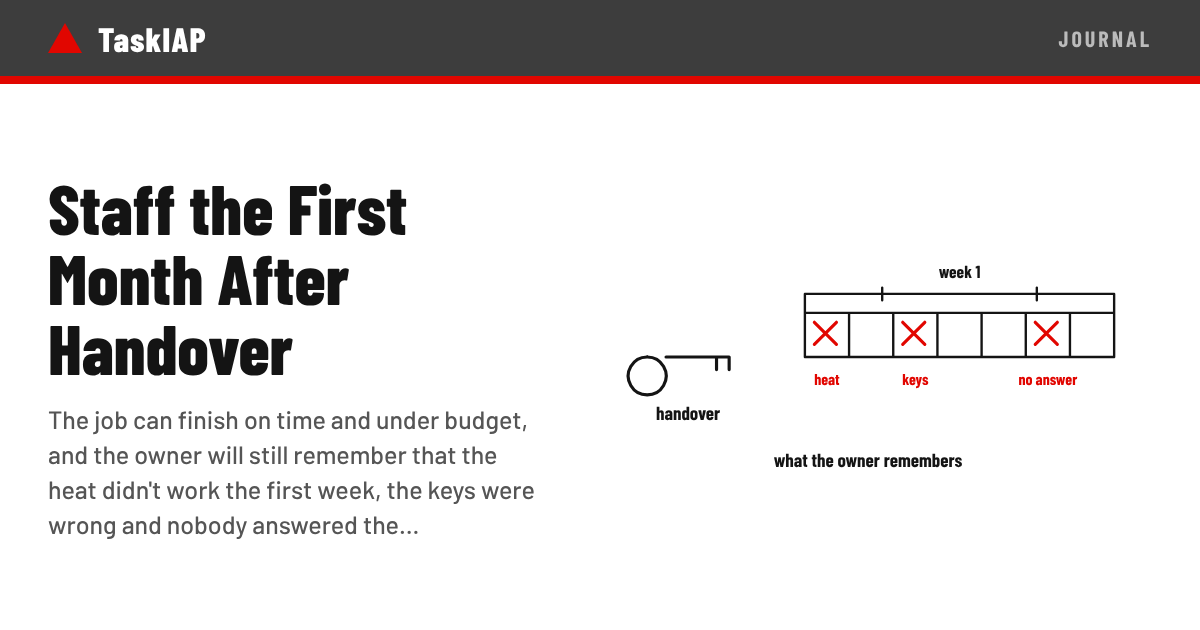 TaskIAP
JOURNAL
Staff the First
Month After
Handover
The job can finish on time and under budget,
and the owner will still remember that the
heat didn't work the first week, the keys were
wrong and nobody answered the...
week 1
heat
keys
no answer
handover
what the owner remembers